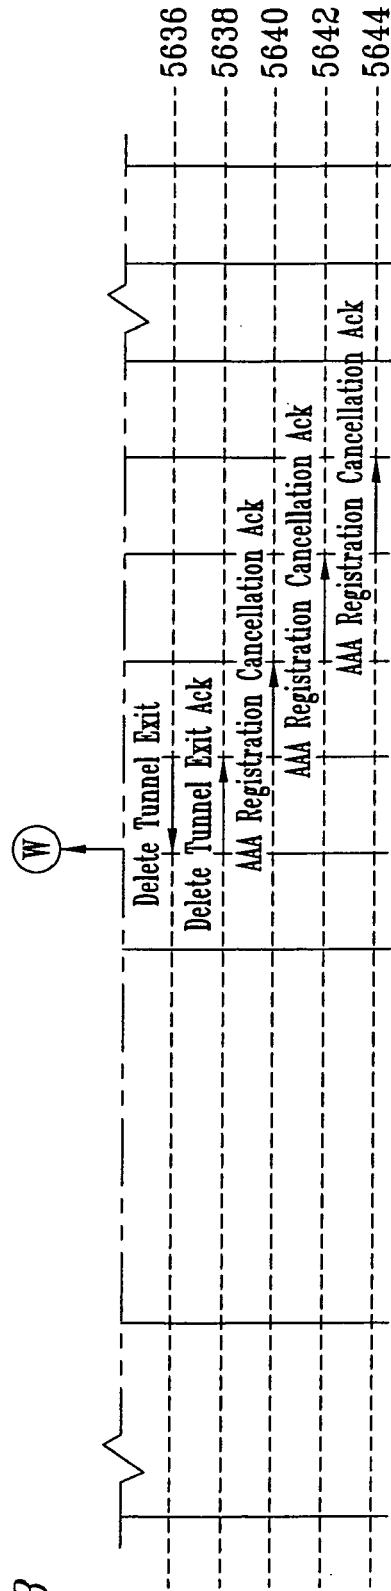 W
Delete Tunnel Exit
5636
Delete Tunnel Exit Ack
5638
AAA Registration Cancellation Ack
5640
AAA Registration Cancellation Ack
5642
AAA Registration Cancellation Ack
5644